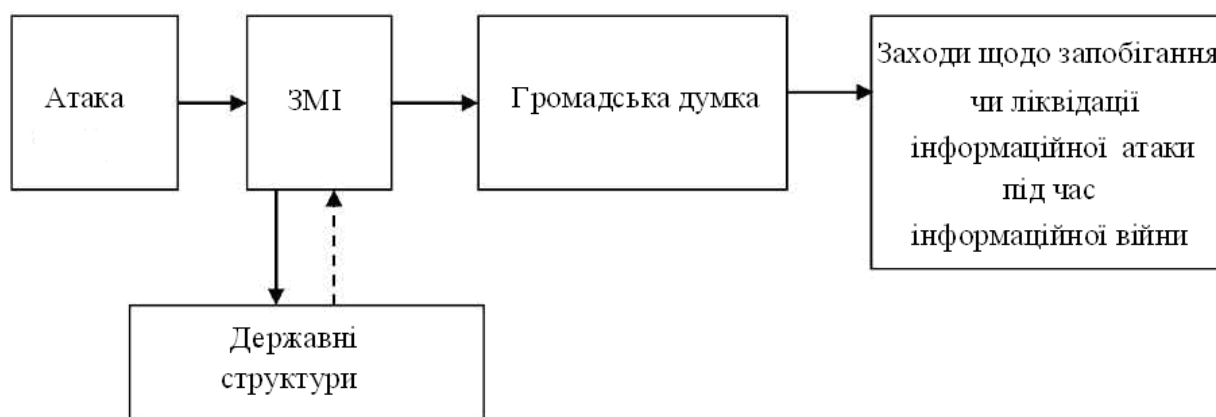 Атака
ЗМІ
Громадська думка
Заходи щодо запобігання
чи ліквідації
інформаційної атаки
під час
інформаційної війни
Державні
структури